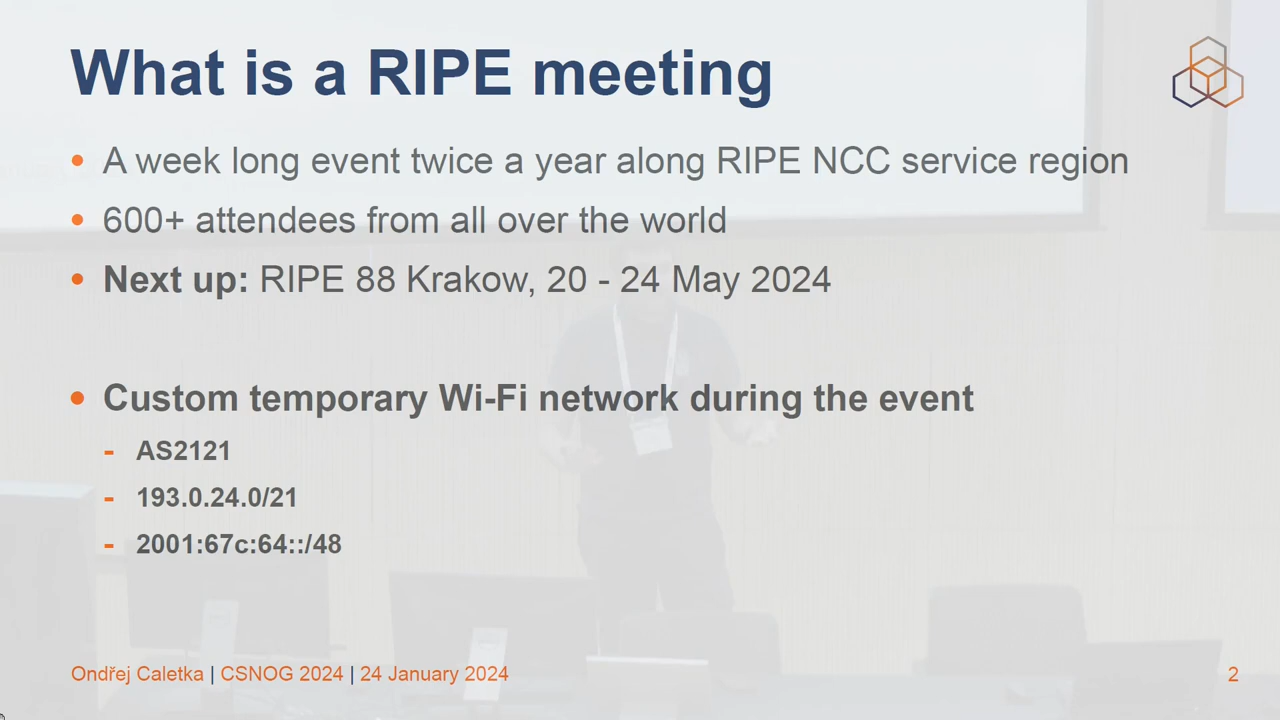 What is a RIPE meeting
• A week long event twice a year along RIPE NCC service region
• 600+ attendees from all over the world
• Next up: RIPE 88 Krakow, 20 - 24 May 2024
• Custom temporary Wi-Fi network during the event
- AS2121
- 193.0.24.0/21
- 2001:67c:64::/48
Ondřej Caletka | CSNOG 2024 | 24 January 2024
2